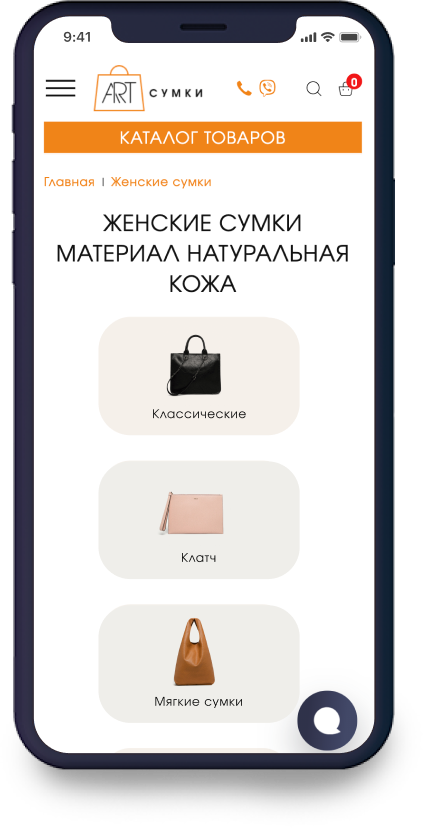 9:41
ART СУМКИ
0
КАТАЛОГ ТОВАРОВ
Главная | Женские сумки
ЖЕНСКИЕ СУМКИ
МАТЕРИАЛ НАТУРАЛЬНАЯ
КОЖА
Классические
Клатч
Мягкие сумки